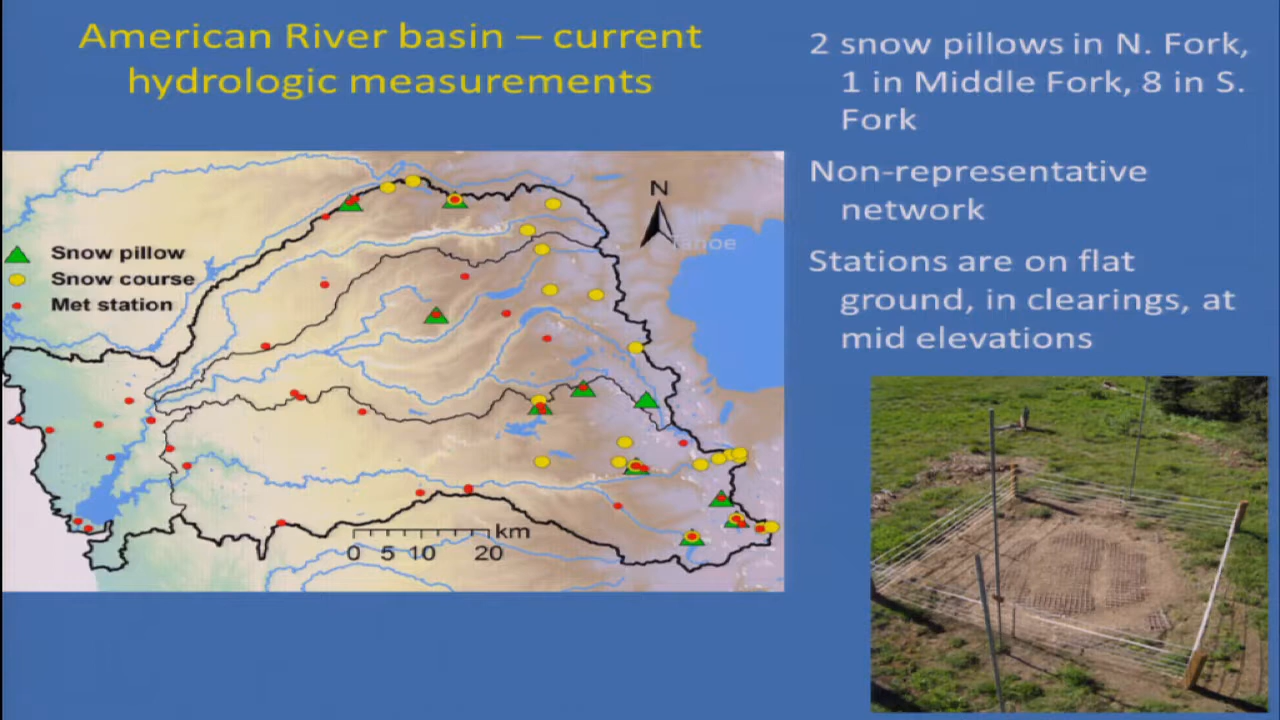 American River basin – current
hydrologic measurements
2 snow pillows in N. Fork,
1 in Middle Fork, 8 in S.
Fork
Non-representative
network
Stations are on flat
ground, in clearings, at
mid elevations
N
Tahoe
Snow pillow
Snow course
Met station
km
0 5 10 20